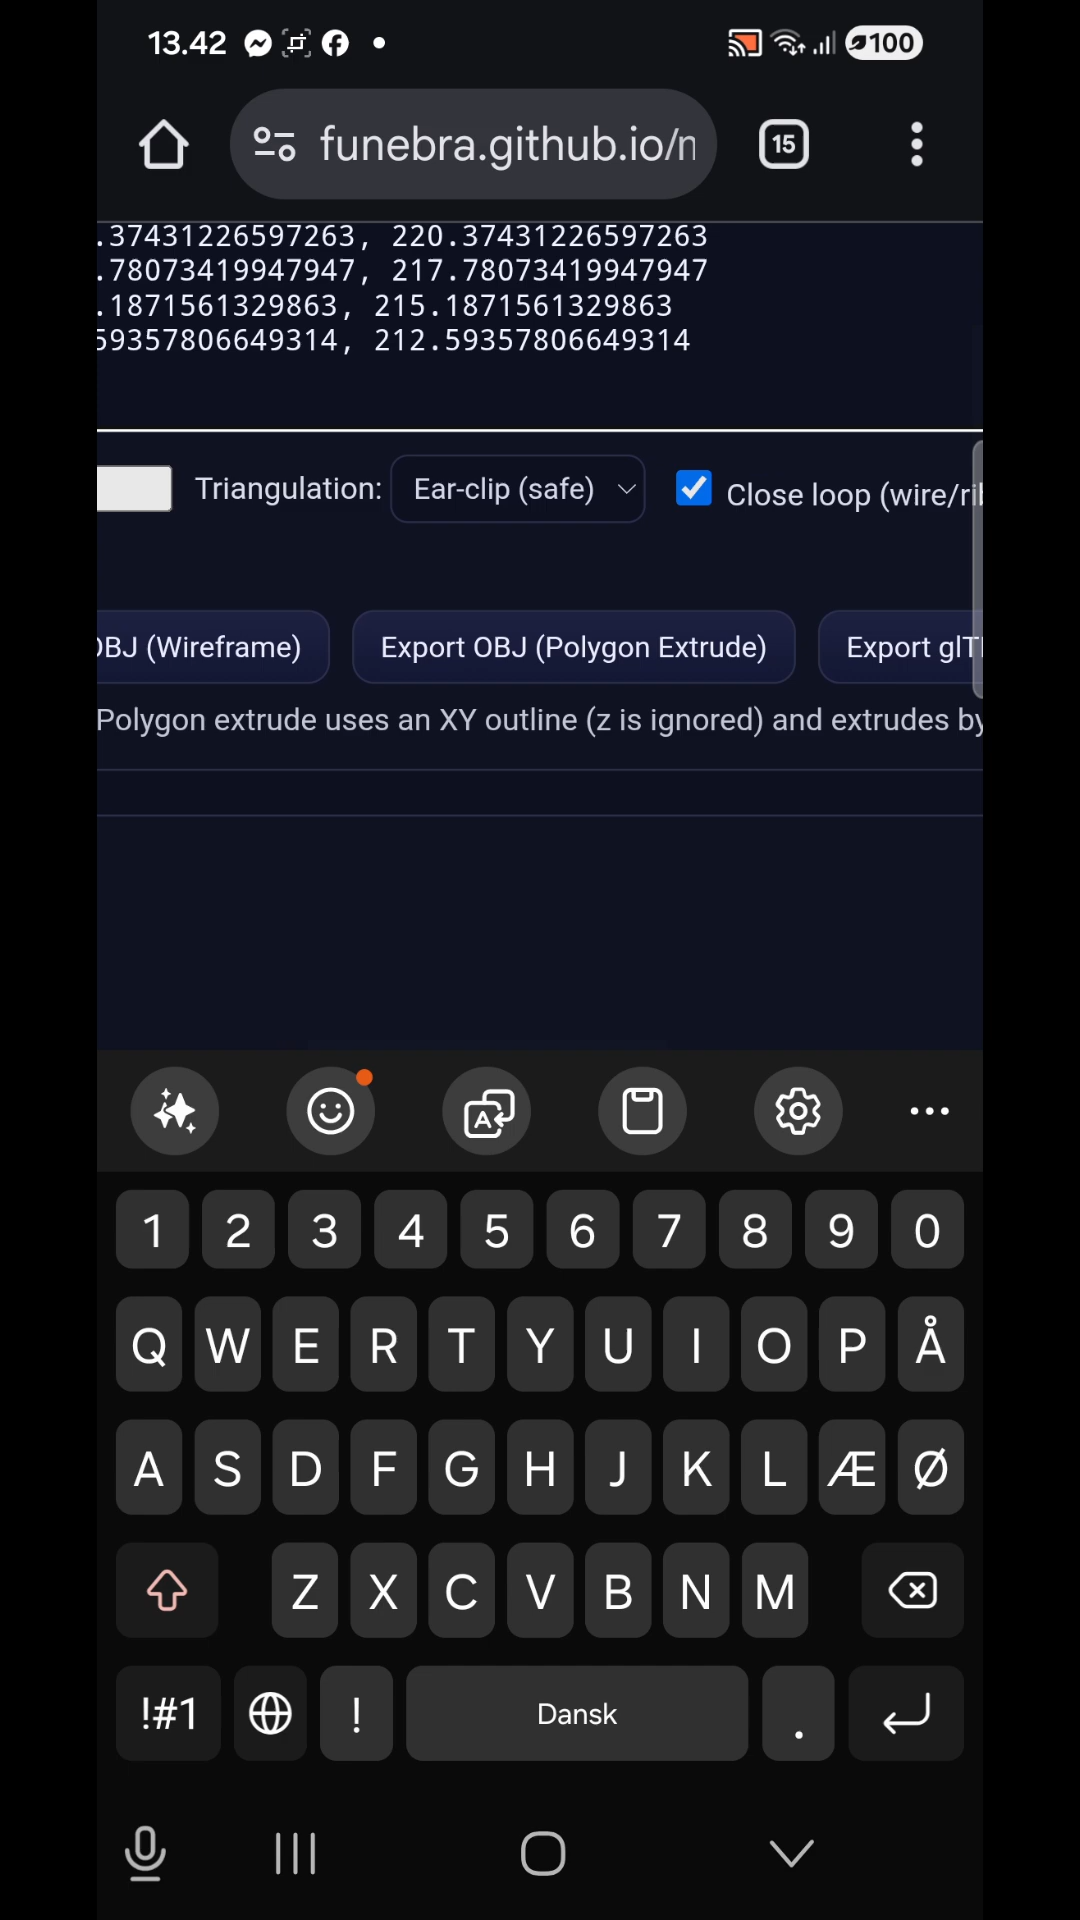 13.42
100
funebra.github.io/n
15
.37431226597263, 220.37431226597263
.78073419947947, 217.78073419947947
.1871561329863, 215.1871561329863
59357806649314, 212.59357806649314
Triangulation: Ear-clip (safe) Close loop (wire/rib
OBJ (Wireframe) Export OBJ (Polygon Extrude) Export glT
Polygon extrude uses an XY outline (z is ignored) and extrudes by
1 2 3 4 5 6 7 8 9 0
Q W E R T Y U I O P Å
A S D F G H J K L Æ Ø
Z X C V B N M
!#1 ! Dansk .